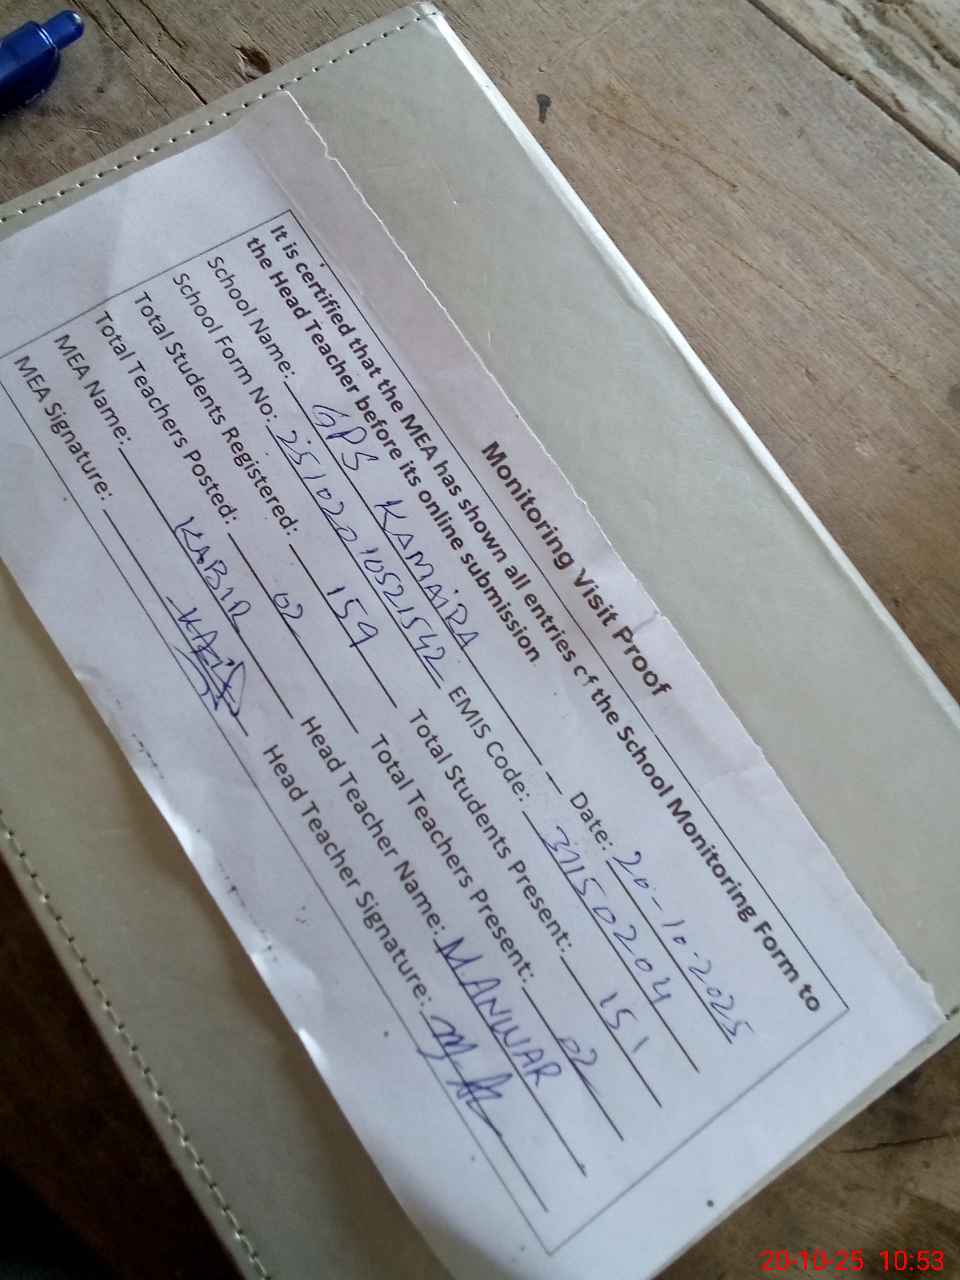 Monitoring Visit Proof
It is certified that the MEA has shown all entries of the School Monitoring Form to
the Head Teacher before its online submission.
School Name: GPS KAMAIRA Date: 20-10-2025
School Form No: 25102010521542 EMIS Code: 37150204
Total Students Registered: 159 Total Students Present: 151
Total Teachers Posted: 02 Total Teachers Present: 02
MEA Name: KABIR Head Teacher Name: MANWAR
MEA Signature: Head Teacher Signature:
20-10-25 10:53